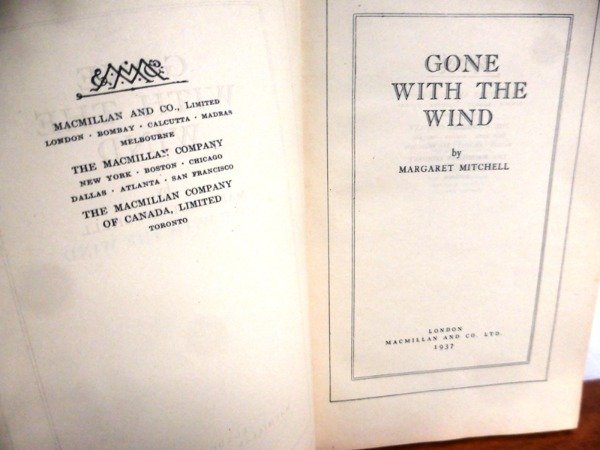 MACMILLAN AND CO., LIMITED
LONDON · BOMBAY · CALCUTTA · MADRAS
MELBOURNE
THE MACMILLAN COMPANY
NEW YORK · BOSTON · CHICAGO
DALLAS · ATLANTA · SAN FRANCISCO
THE MACMILLAN COMPANY
OF CANADA, LIMITED
TORONTO
GONE
WITH THE
WIND
by
MARGARET MITCHELL
LONDON
MACMILLAN AND CO. LTD.
1937